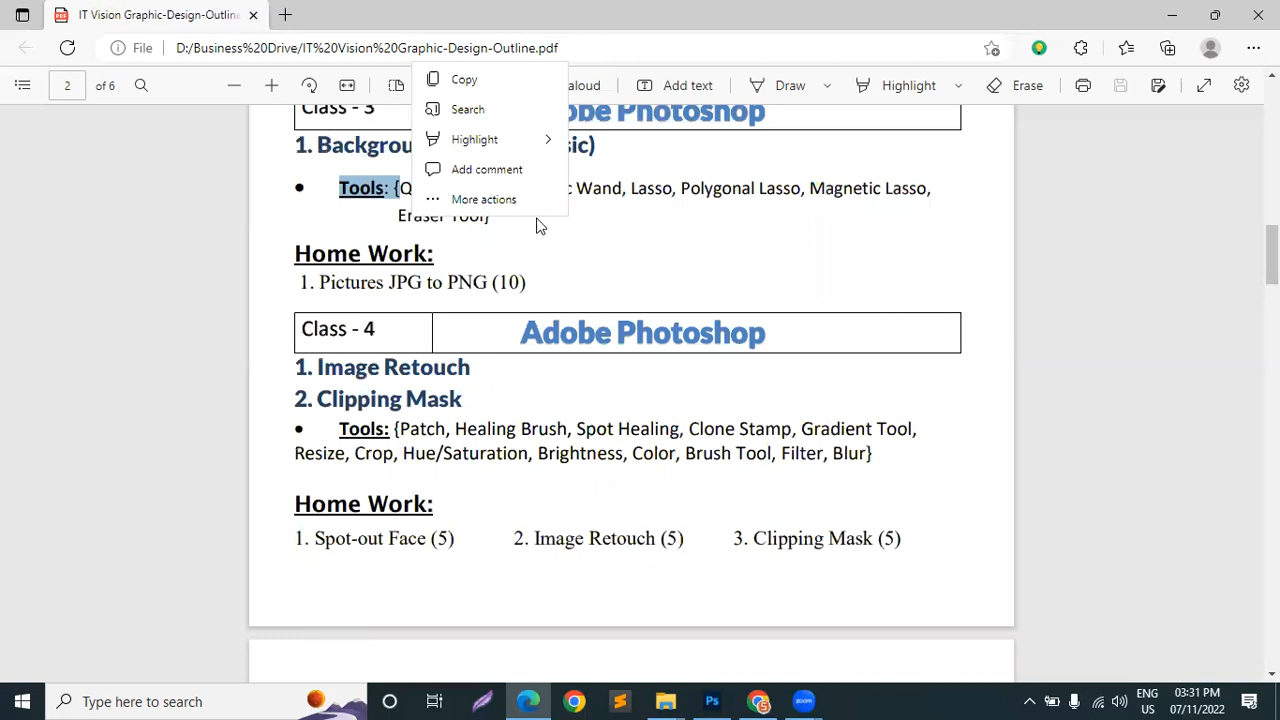 IT Vision Graphic-Design-Outline
File D:/Business%20Drive/IT%20Vision%20Graphic-Design-Outline.pdf
2 of 6 aloud Add text Draw Highlight Erase
Copy
Search
Highlight
Add comment
More actions
Class - 3 obe Photoshop
1. Backgrou ic)
Tools: {Q c Wand, Lasso, Polygonal Lasso, Magnetic Lasso,
Eraser Tool}
Home Work:
1. Pictures JPG to PNG (10)
Class - 4 Adobe Photoshop
1. Image Retouch
2. Clipping Mask
Tools: {Patch, Healing Brush, Spot Healing, Clone Stamp, Gradient Tool,
Resize, Crop, Hue/Saturation, Brightness, Color, Brush Tool, Filter, Blur}
Home Work:
1. Spot-out Face (5) 2. Image Retouch (5) 3. Clipping Mask (5)
Type here to search
Ps
zoom
ENG
US
03:31 PM
07/11/2022